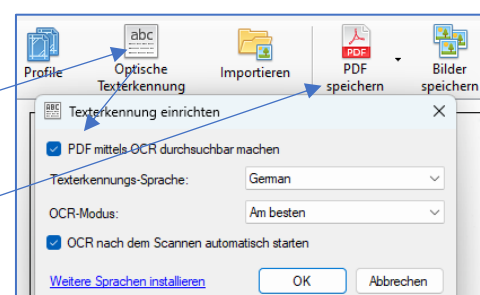 abc
PDF
Profile Optische Texterkennung Importieren PDF speichern Bilder speichern
ABC Texterkennung einrichten
PDF mittels OCR durchsuchbar machen
Texterkennungs-Sprache: German
OCR-Modus: Am besten
OCR nach dem Scannen automatisch starten
Weitere Sprachen installieren OK Abbrechen